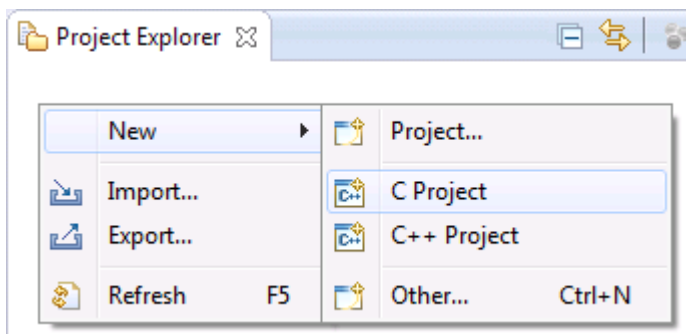 Project Explorer
New
Import...
Export...
Refresh F5
Project...
C Project
C++ Project
Other... Ctrl+N